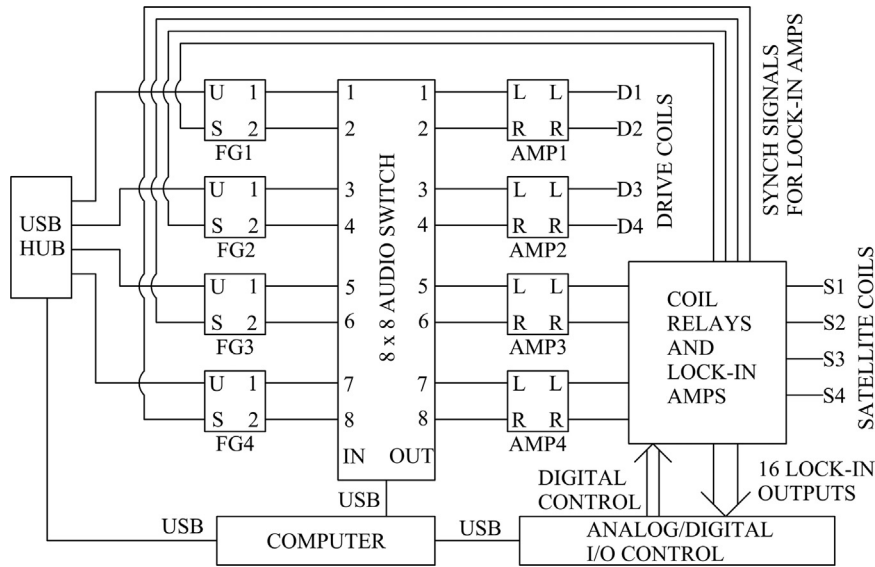 SYNCH SIGNALS
FOR LOCK-IN AMPS
U 1
S 2
FG1
1 1
2 2
L L
R R
AMP1
D1
D2
USB
HUB
U 1
S 2
FG2
3 3
4 4
L L
R R
AMP2
D3
D4
DRIVE COILS
8 x 8 AUDIO SWITCH
U 1
S 2
FG3
5 5
6 6
L L
R R
AMP3
COIL
RELAYS
AND
LOCK-IN
AMPS
S1
S2
S3
S4
SATELLITE COILS
U 1
S 2
FG4
7 7
8 8
L L
R R
AMP4
IN OUT
DIGITAL
CONTROL
16 LOCK-IN
OUTPUTS
USB
USB
COMPUTER
USB
ANALOG/DIGITAL
I/O CONTROL